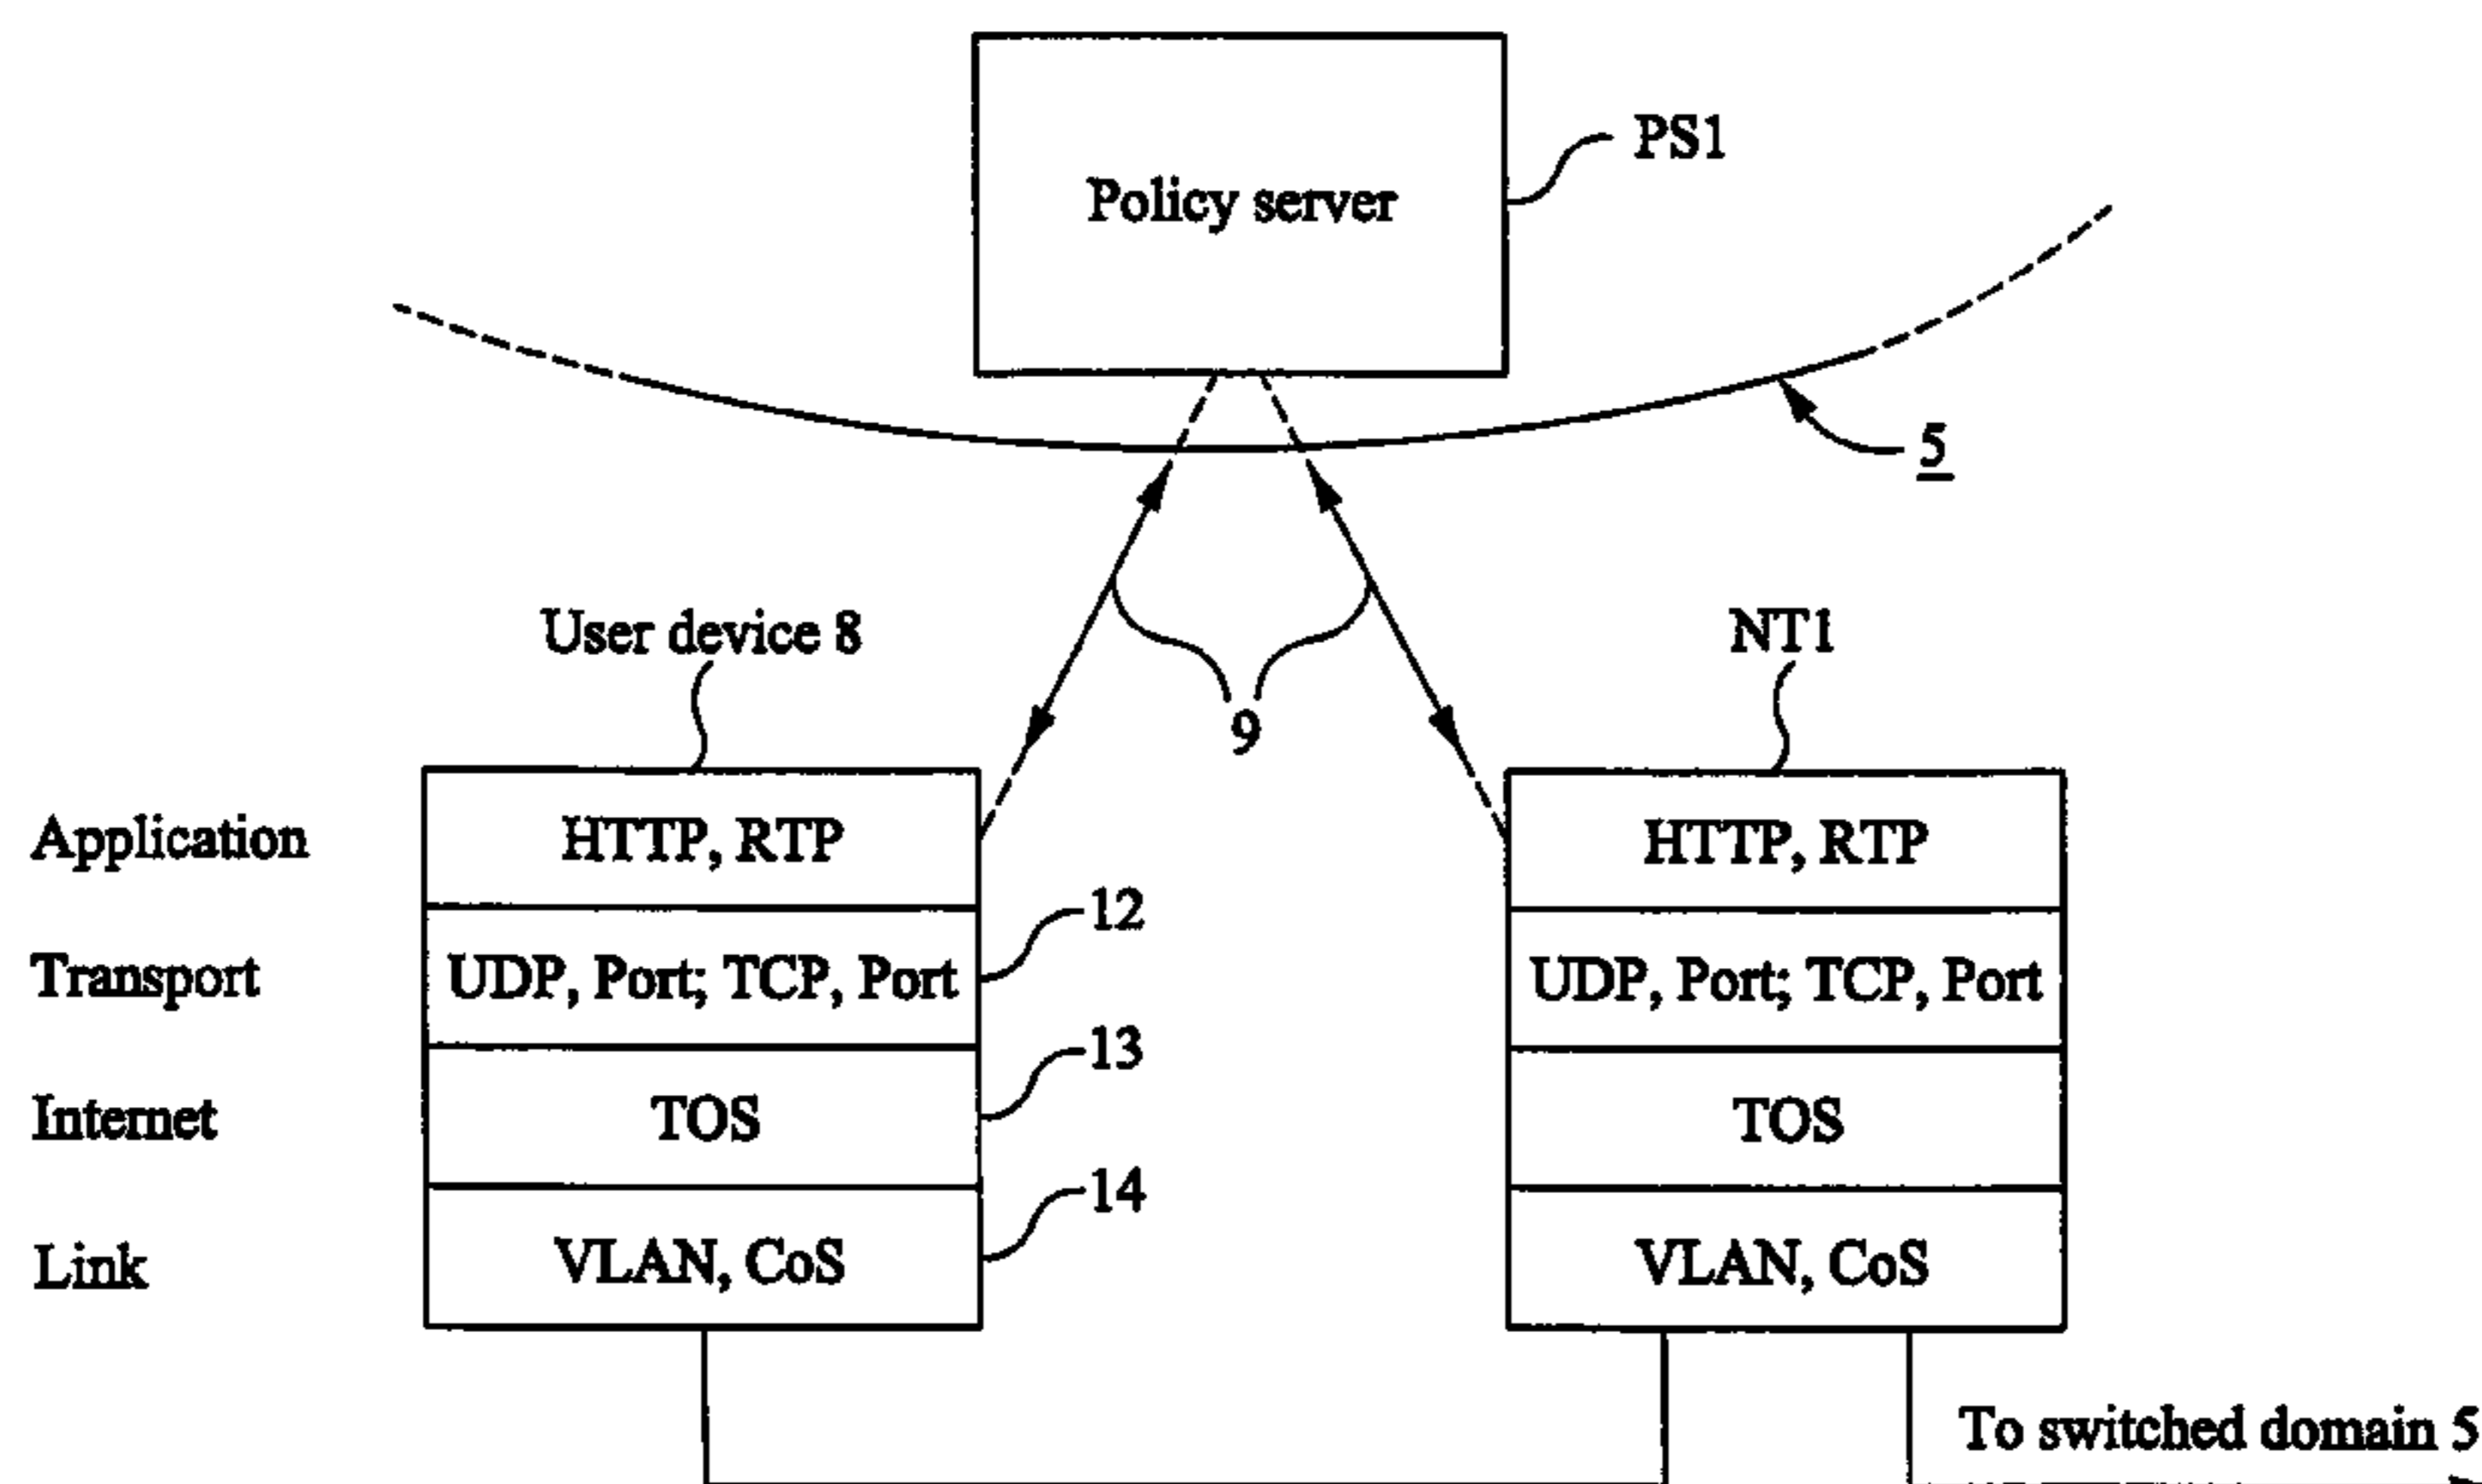 Policy server
PS1
5
User device 8
NT1
9
Application
HTTP, RTP
HTTP, RTP
12
Transport
UDP, Port; TCP, Port
UDP, Port; TCP, Port
13
Internet
TOS
TOS
14
Link
VLAN, CoS
VLAN, CoS
To switched domain 5